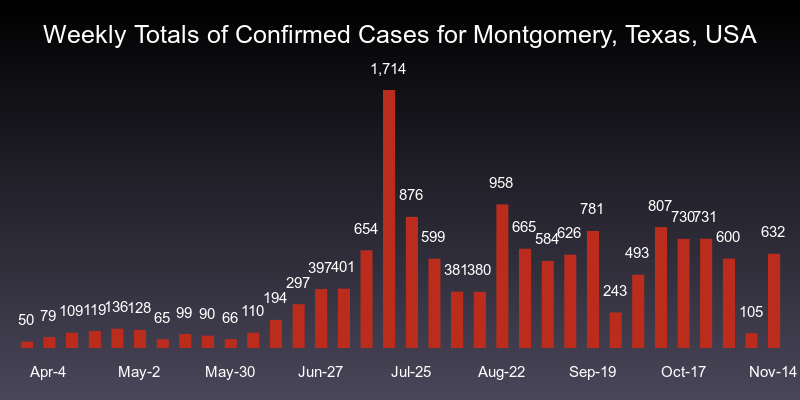 Weekly Totals of Confirmed Cases for Montgomery, Texas, USA
50 79 109 119 136 128 65 99 90 66 110 194 297 397 401 654 1,714 876 599 381 380 958 665 584 626 781 243 493 807 730 731 600 105 632
Apr-4 May-2 May-30 Jun-27 Jul-25 Aug-22 Sep-19 Oct-17 Nov-14